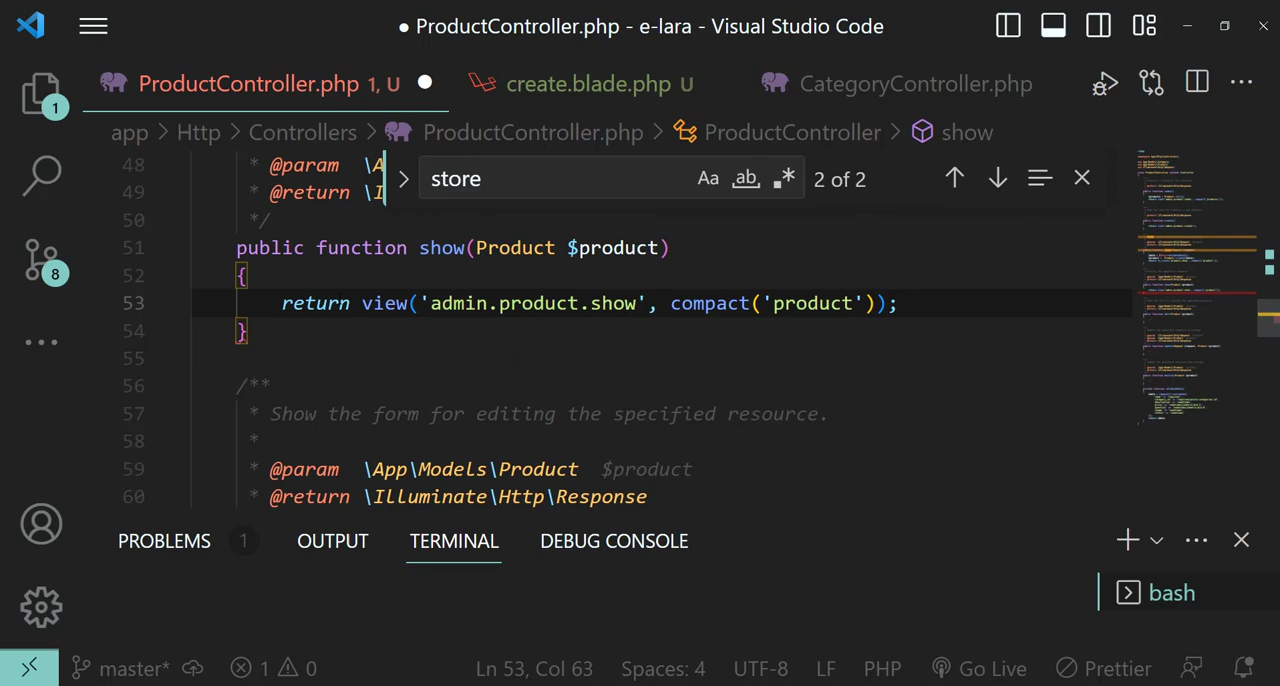 ● ProductController.php - e-lara - Visual Studio Code
ProductController.php 1, U ●
create.blade.php U
CategoryController.php
app > Http > Controllers > ProductController.php > ProductController > show
48 * @param \A
49 * @return \I
50 */
51 public function show(Product $product)
52 {
53 return view('admin.product.show', compact('product'));
54 }
55
56 /**
57 * Show the form for editing the specified resource.
58 *
59 * @param \App\Models\Product $product
60 * @return \Illuminate\Http\Response
store Aa ab .* 2 of 2
1
8
PROBLEMS 1 OUTPUT TERMINAL DEBUG CONSOLE
bash
master* 1 0 Ln 53, Col 63 Spaces: 4 UTF-8 LF PHP Go Live Prettier